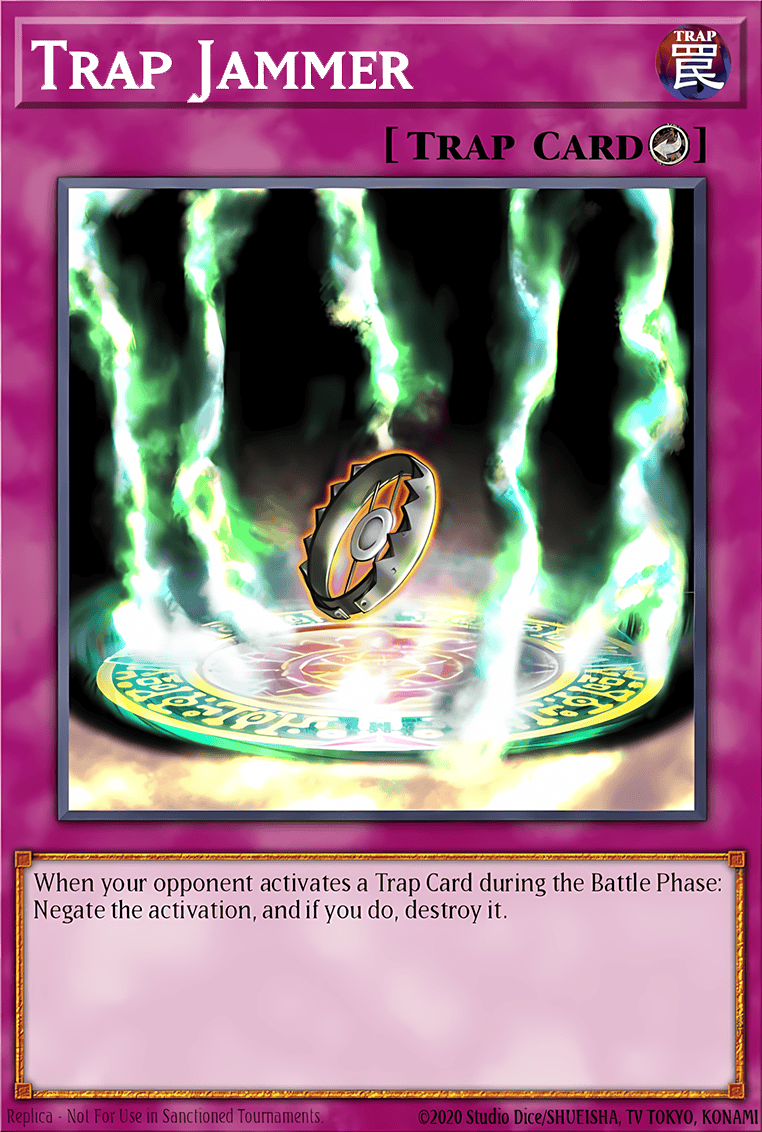 Trap Jammer
TRAP
罠
[Trap Card]
When your opponent activates a Trap Card during the Battle Phase:
Negate the activation, and if you do, destroy it.
Replica - Not For Use in Sanctioned Tournaments.
©2020 Studio Dice/SHUEISHA, TV TOKYO, KONAMI